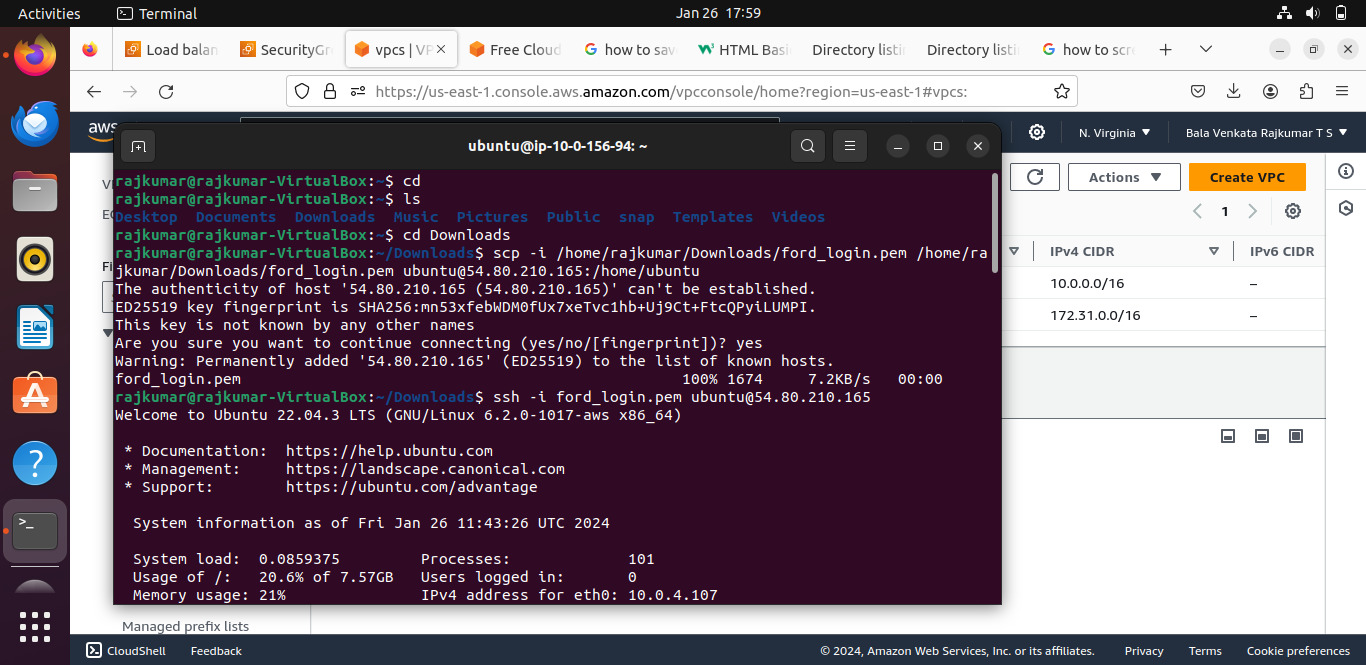 Activities
Terminal
Jan 26 17:59
Load balan
SecurityGr
vpcs | VP
Free Cloud
how to sav
HTML Basi
Directory listi
Directory listi
how to scre
https://us-east-1.console.aws.amazon.com/vpcconsole/home?region=us-east-1#vpcs:
aws
N. Virginia
Bala Venkata Rajkumar T S
ubuntu@ip-10-0-156-94: ~
Actions
Create VPC
1
IPv4 CIDR
IPv6 CIDR
10.0.0.0/16
–
172.31.0.0/16
–
rajkumar@rajkumar-VirtualBox:~$ cd
rajkumar@rajkumar-VirtualBox:~$ ls
Desktop Documents Downloads Music Pictures Public snap Templates Videos
rajkumar@rajkumar-VirtualBox:~$ cd Downloads
rajkumar@rajkumar-VirtualBox:~/Downloads$ scp -i /home/rajkumar/Downloads/ford_login.pem /home/ra
jkumar/Downloads/ford_login.pem ubuntu@54.80.210.165:/home/ubuntu
The authenticity of host '54.80.210.165 (54.80.210.165)' can't be established.
ED25519 key fingerprint is SHA256:mn53xfebWDM0fUx7xeTvc1hb+Uj9Ct+FtcQPyiLUMPI.
This key is not known by any other names
Are you sure you want to continue connecting (yes/no/[fingerprint])? yes
Warning: Permanently added '54.80.210.165' (ED25519) to the list of known hosts.
ford_login.pem 100% 1674 7.2KB/s 00:00
rajkumar@rajkumar-VirtualBox:~/Downloads$ ssh -i ford_login.pem ubuntu@54.80.210.165
Welcome to Ubuntu 22.04.3 LTS (GNU/Linux 6.2.0-1017-aws x86_64)
* Documentation: https://help.ubuntu.com
* Management: https://landscape.canonical.com
* Support: https://ubuntu.com/advantage
System information as of Fri Jan 26 11:43:26 UTC 2024
System load: 0.0859375 Processes: 101
Usage of /: 20.6% of 7.57GB Users logged in: 0
Memory usage: 21% IPv4 address for eth0: 10.0.4.107
Managed prefix lists
CloudShell
Feedback
© 2024, Amazon Web Services, Inc. or its affiliates.
Privacy
Terms
Cookie preferences